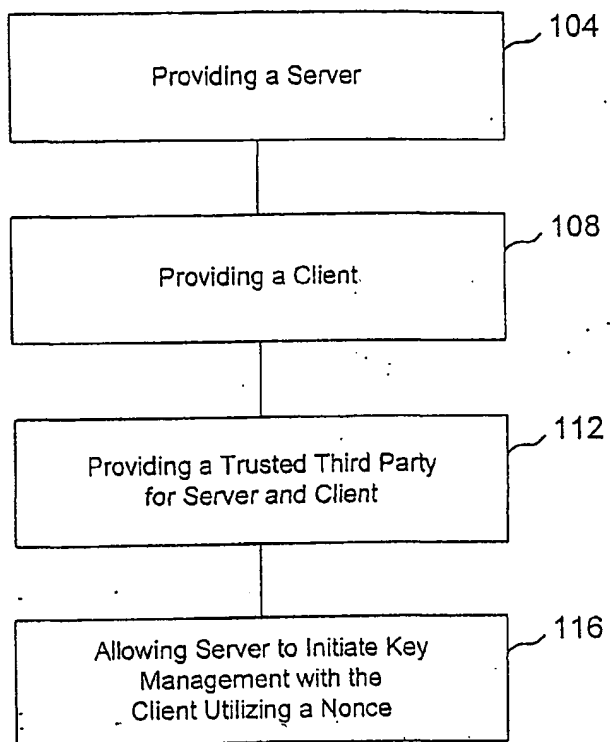 104
Providing a Server
108
Providing a Client
112
Providing a Trusted Third Party
for Server and Client
116
Allowing Server to Initiate Key
Management with the
Client Utilizing a Nonce